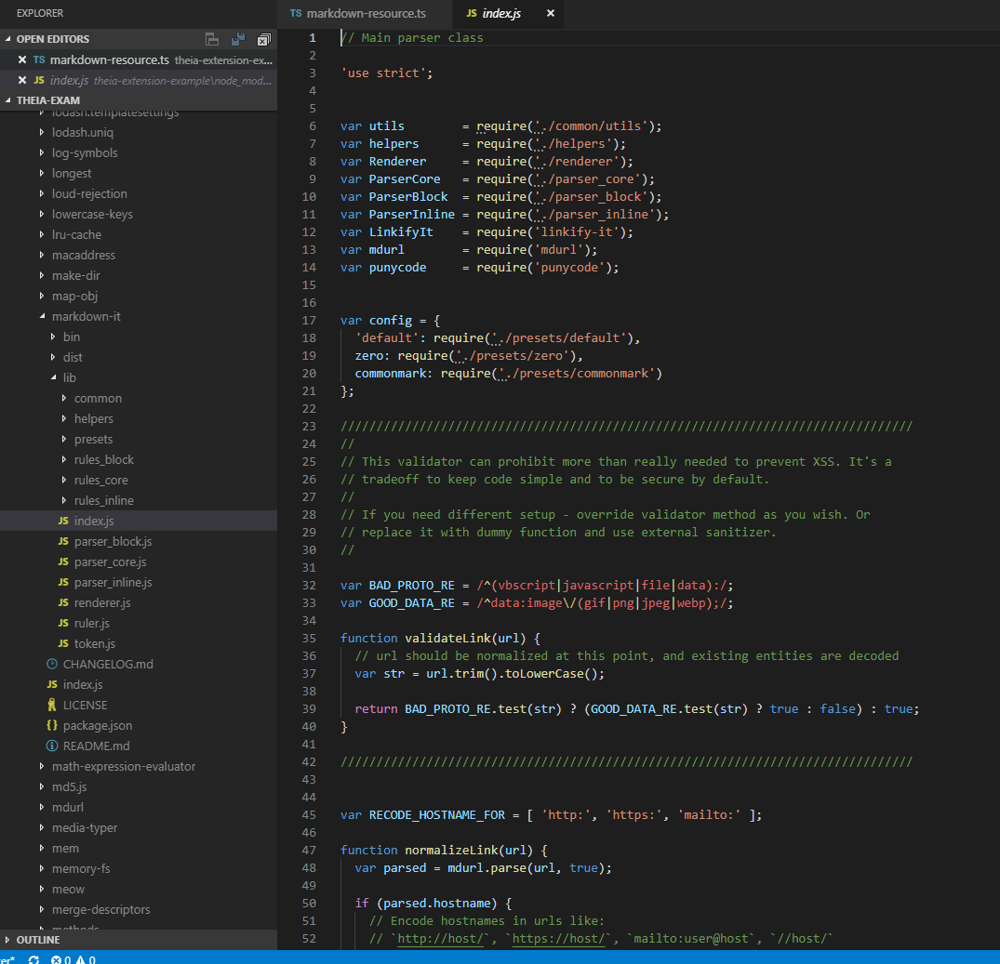 EXPLORER
OPEN EDITORS
TS markdown-resource.ts theia-extension-ex...
JS index.js theia-extension-example\node_mod...
THEIA-EXAM
lodash.templatesettings
lodash.uniq
log-symbols
longest
loud-rejection
lowercase-keys
lru-cache
macaddress
make-dir
map-obj
markdown-it
bin
dist
lib
common
helpers
presets
rules_block
rules_core
rules_inline
JS index.js
JS parser_block.js
JS parser_core.js
JS parser_inline.js
JS renderer.js
JS ruler.js
JS token.js
CHANGELOG.md
JS index.js
LICENSE
{} package.json
README.md
math-expression-evaluator
md5.js
mdurl
media-typer
mem
memory-fs
meow
merge-descriptors
methods
OUTLINE
TS markdown-resource.ts
JS index.js
1 // Main parser class
2
3 'use strict';
4
5
6 var utils = require('./common/utils');
7 var helpers = require('./helpers');
8 var Renderer = require('./renderer');
9 var ParserCore = require('./parser_core');
10 var ParserBlock = require('./parser_block');
11 var ParserInline = require('./parser_inline');
12 var LinkifyIt = require('linkify-it');
13 var mdurl = require('mdurl');
14 var punycode = require('punycode');
15
16
17 var config = {
18 'default': require('./presets/default'),
19 zero: require('./presets/zero'),
20 commonmark: require('./presets/commonmark')
21 };
22
23 ////////////////////////////////////////////////////////////////////////////////
24 //
25 // This validator can prohibit more than really needed to prevent XSS. It's a
26 // tradeoff to keep code simple and to be secure by default.
27 //
28 // If you need different setup - override validator method as you wish. Or
29 // replace it with dummy function and use external sanitizer.
30 //
31
32 var BAD_PROTO_RE = /^(vbscript|javascript|file|data):/;
33 var GOOD_DATA_RE = /^data:image\/(gif|png|jpeg|webp);/;
34
35 function validateLink(url) {
36 // url should be normalized at this point, and existing entities are decoded
37 var str = url.trim().toLowerCase();
38
39 return BAD_PROTO_RE.test(str) ? (GOOD_DATA_RE.test(str) ? true : false) : true;
40 }
41
42 ////////////////////////////////////////////////////////////////////////////////
43
44
45 var RECODE_HOSTNAME_FOR = [ 'http:', 'https:', 'mailto:' ];
46
47 function normalizeLink(url) {
48 var parsed = mdurl.parse(url, true);
49
50 if (parsed.hostname) {
51 // Encode hostnames in urls like:
52 // `http://host/`, `https://host/`, `mailto:user@host`, `//host/`
er* 0 0